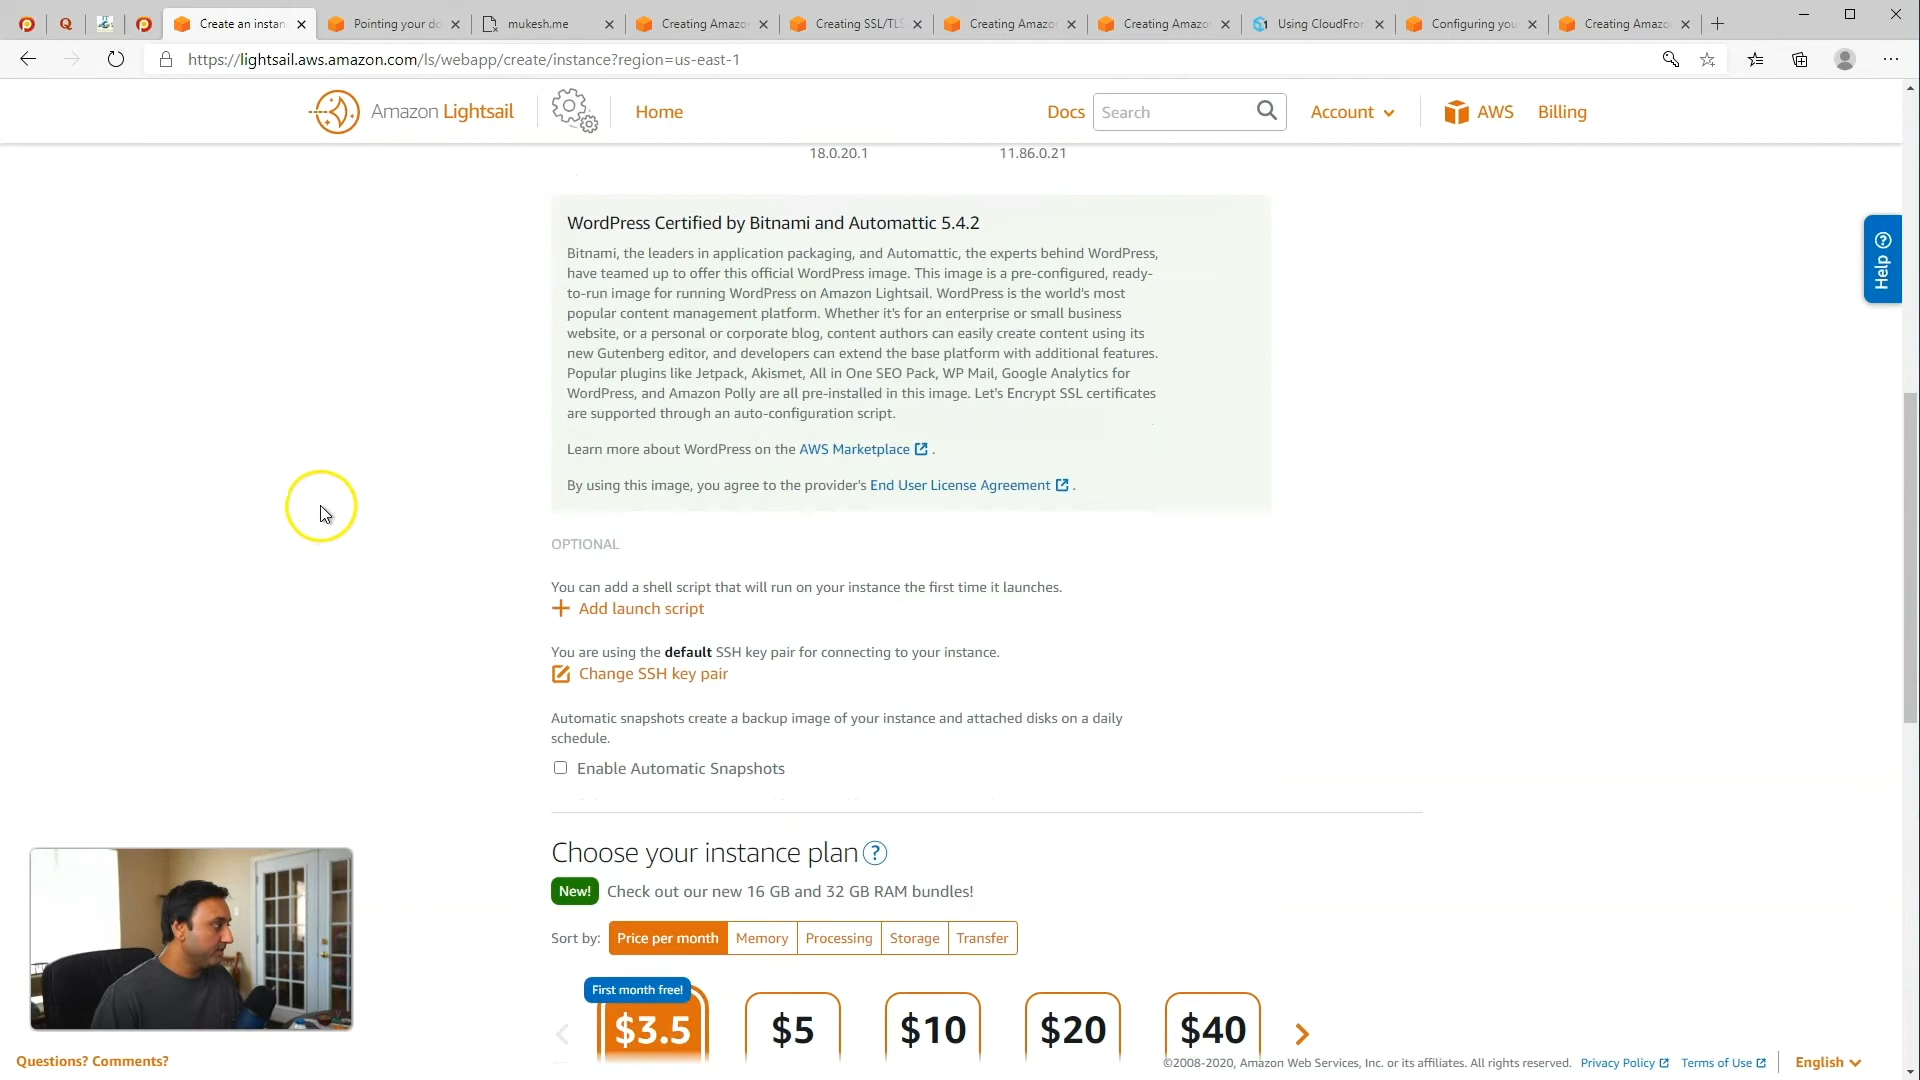 Create an instan
Pointing your do
mukesh.me
Creating Amazo
Creating SSL/TLS
Creating Amazo
Creating Amazo
Using CloudFron
Configuring you
Creating Amazo
https://lightsail.aws.amazon.com/ls/webapp/create/instance?region=us-east-1
Amazon Lightsail
Home
Docs
Search
Account
AWS
Billing
18.0.20.1
11.86.0.21
WordPress Certified by Bitnami and Automattic 5.4.2
Bitnami, the leaders in application packaging, and Automattic, the experts behind WordPress,
have teamed up to offer this official WordPress image. This image is a pre-configured, ready-
to-run image for running WordPress on Amazon Lightsail. WordPress is the world's most
popular content management platform. Whether it's for an enterprise or small business
website, or a personal or corporate blog, content authors can easily create content using its
new Gutenberg editor, and developers can extend the base platform with additional features.
Popular plugins like Jetpack, Akismet, All in One SEO Pack, WP Mail, Google Analytics for
WordPress, and Amazon Polly are all pre-installed in this image. Let's Encrypt SSL certificates
are supported through an auto-configuration script.
Learn more about WordPress on the AWS Marketplace .
By using this image, you agree to the provider's End User License Agreement .
Help
OPTIONAL
You can add a shell script that will run on your instance the first time it launches.
Add launch script
You are using the default SSH key pair for connecting to your instance.
Change SSH key pair
Automatic snapshots create a backup image of your instance and attached disks on a daily
schedule.
Enable Automatic Snapshots
Choose your instance plan
New! Check out our new 16 GB and 32 GB RAM bundles!
Sort by: Price per month Memory Processing Storage Transfer
First month free!
$3.5 $5 $10 $20 $40
Questions? Comments?
©2008-2020, Amazon Web Services, Inc. or its affiliates. All rights reserved. Privacy Policy Terms of Use English